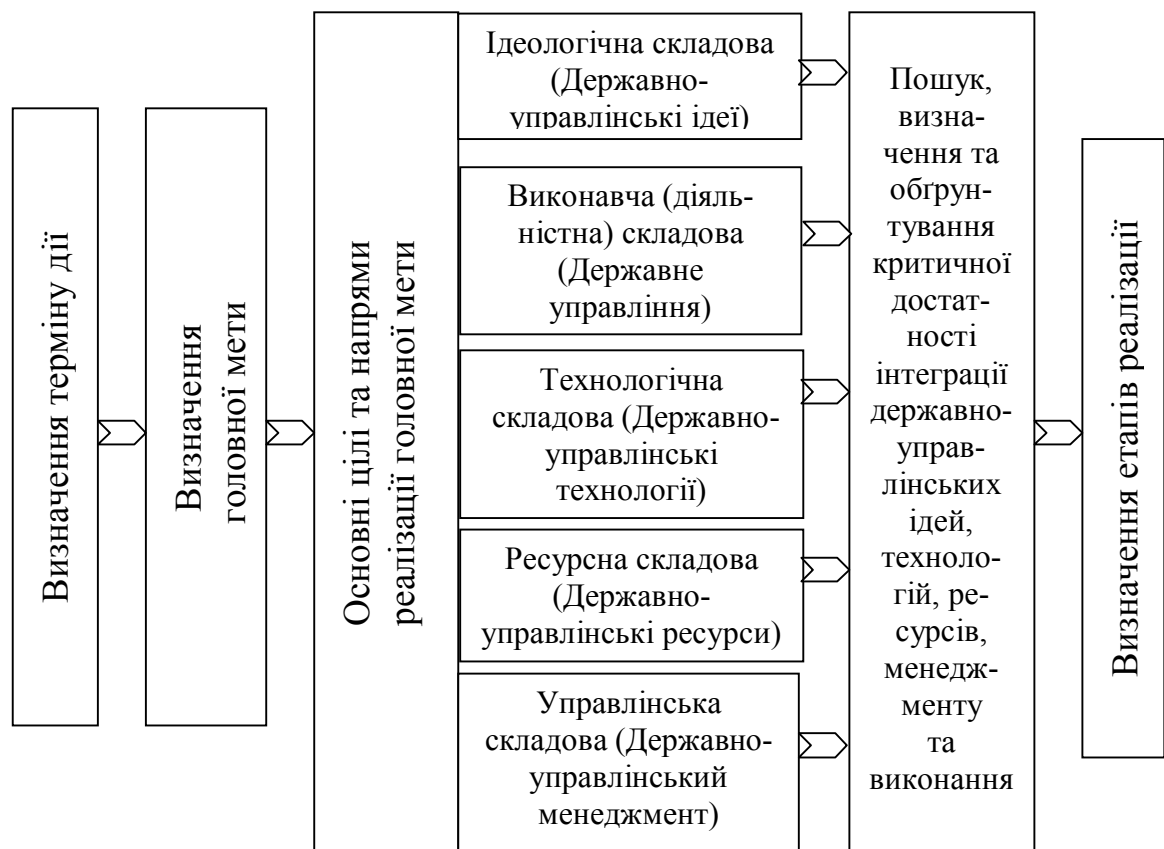 Визначення терміну дії
Визначення
головної мети
Основні цілі та напрями
реалізації головної мети
Ідеологічна складова
(Державно-
управлінські ідеї)
Виконавча (діяль-
ністна) складова
(Державне
управління)
Технологічна
складова (Державно-
управлінські
технології)
Ресурсна складова
(Державно-
управлінські ресурси)
Управлінська
складова (Державно-
управлінський
менеджмент)
Пошук,
визна-
чення та
обґрун-
тування
критичної
достат-
ності
інтеграції
державно-
управ-
лінських
ідей,
техноло-
гій, ре-
сурсів,
менедж-
менту
та
виконання
Визначення етапів реалізації